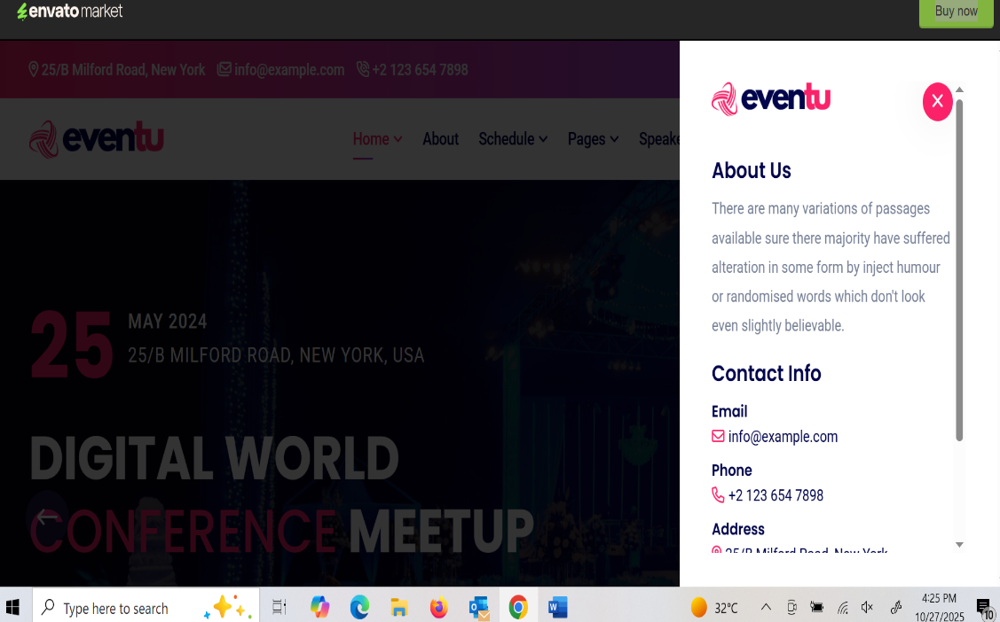 envato market
Buy now
25/B Milford Road, New York info@example.com +2 123 654 7898
eventu
Home About Schedule Pages Speake
25
MAY 2024
25/B MILFORD ROAD, NEW YORK, USA
DIGITAL WORLD
CONFERENCE MEETUP
eventu
X
About Us
There are many variations of passages
available sure there majority have suffered
alteration in some form by inject humour
or randomised words which don't look
even slightly believable.
Contact Info
Email
info@example.com
Phone
+2 123 654 7898
Address
25/B Milford Road, New York
Type here to search
32°C
4:25 PM
10/27/2025
10